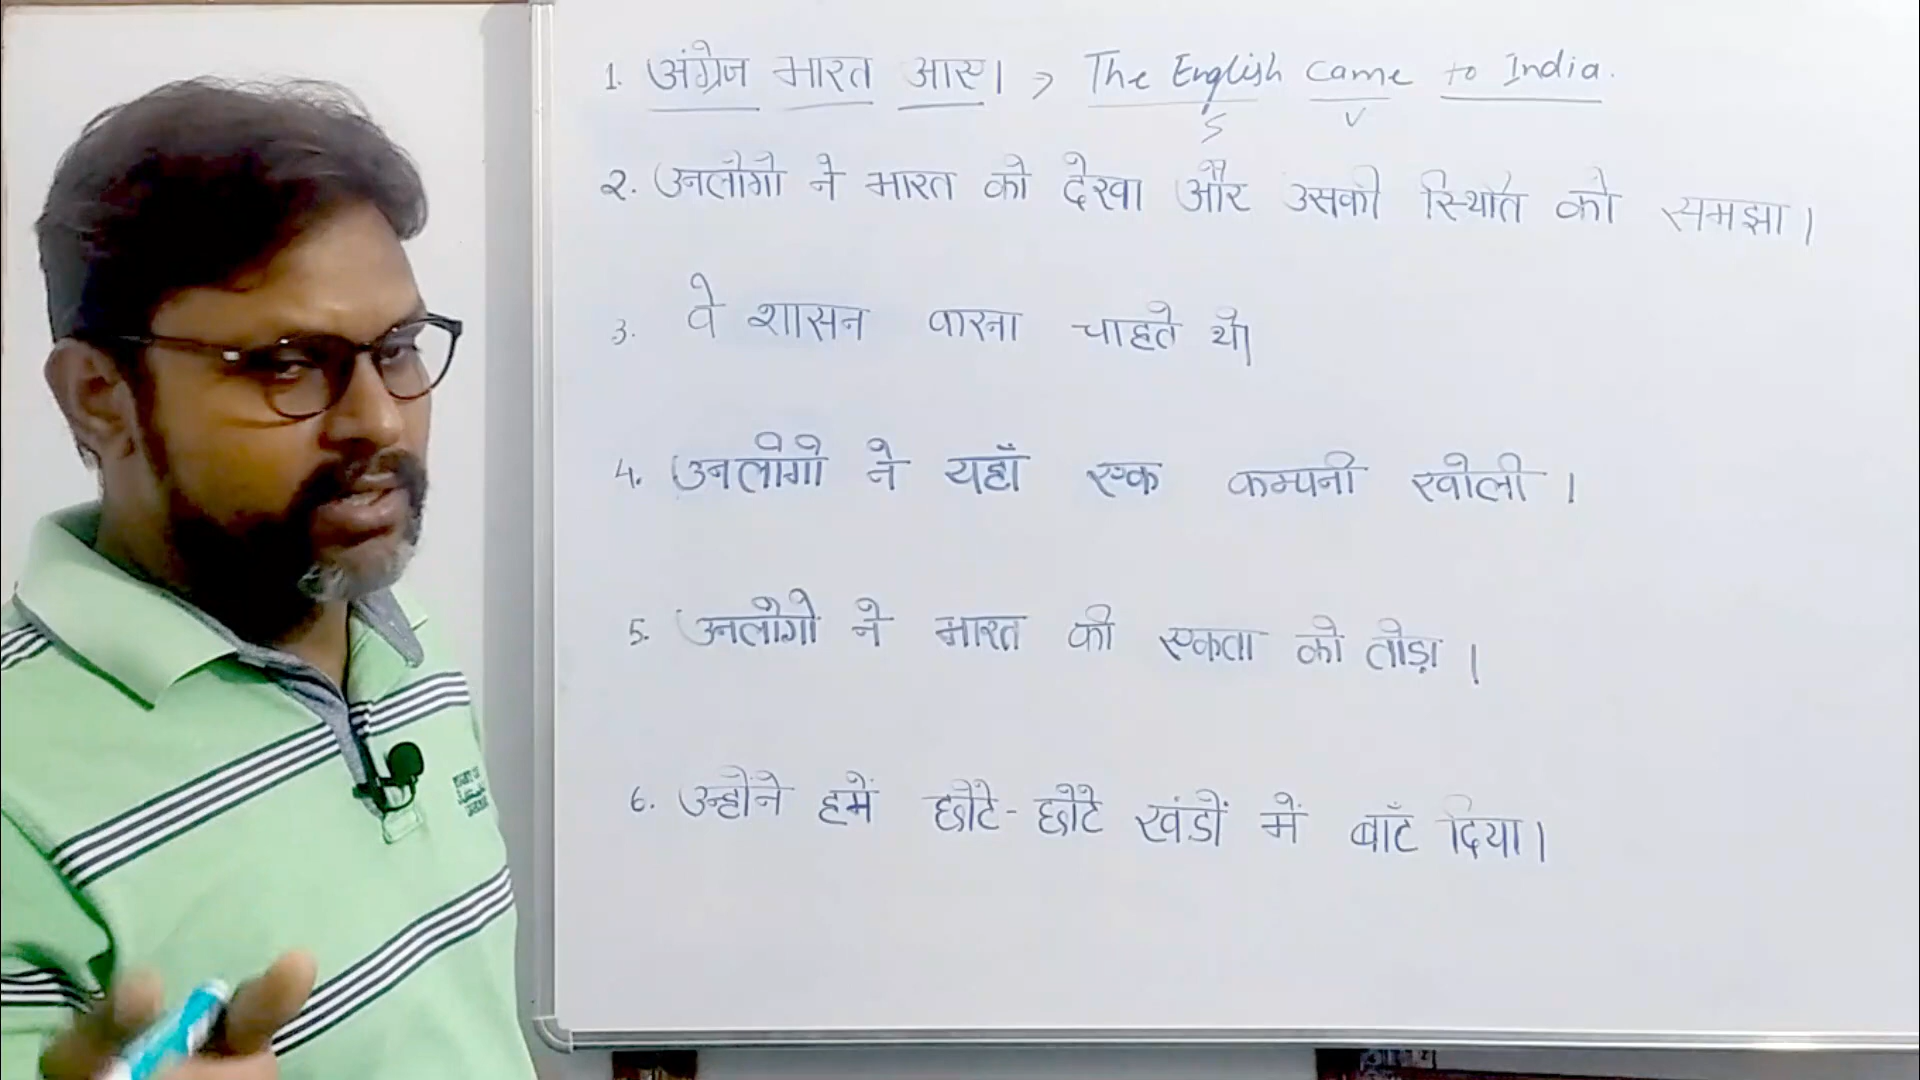 1. अंग्रेज भारत आए। → The English came to India.
S V
२. उनलोगों ने भारत को देखा और उसकी स्थिति को समझा।
3. वे शासन करना चाहते थे।
4. उनलोगों ने यहाँ एक कम्पनी खोली।
5. उनलोगों ने भारत की एकता को तोड़ा।
6. उन्होंने हमें छोटे-छोटे खंडों में बाँट दिया।